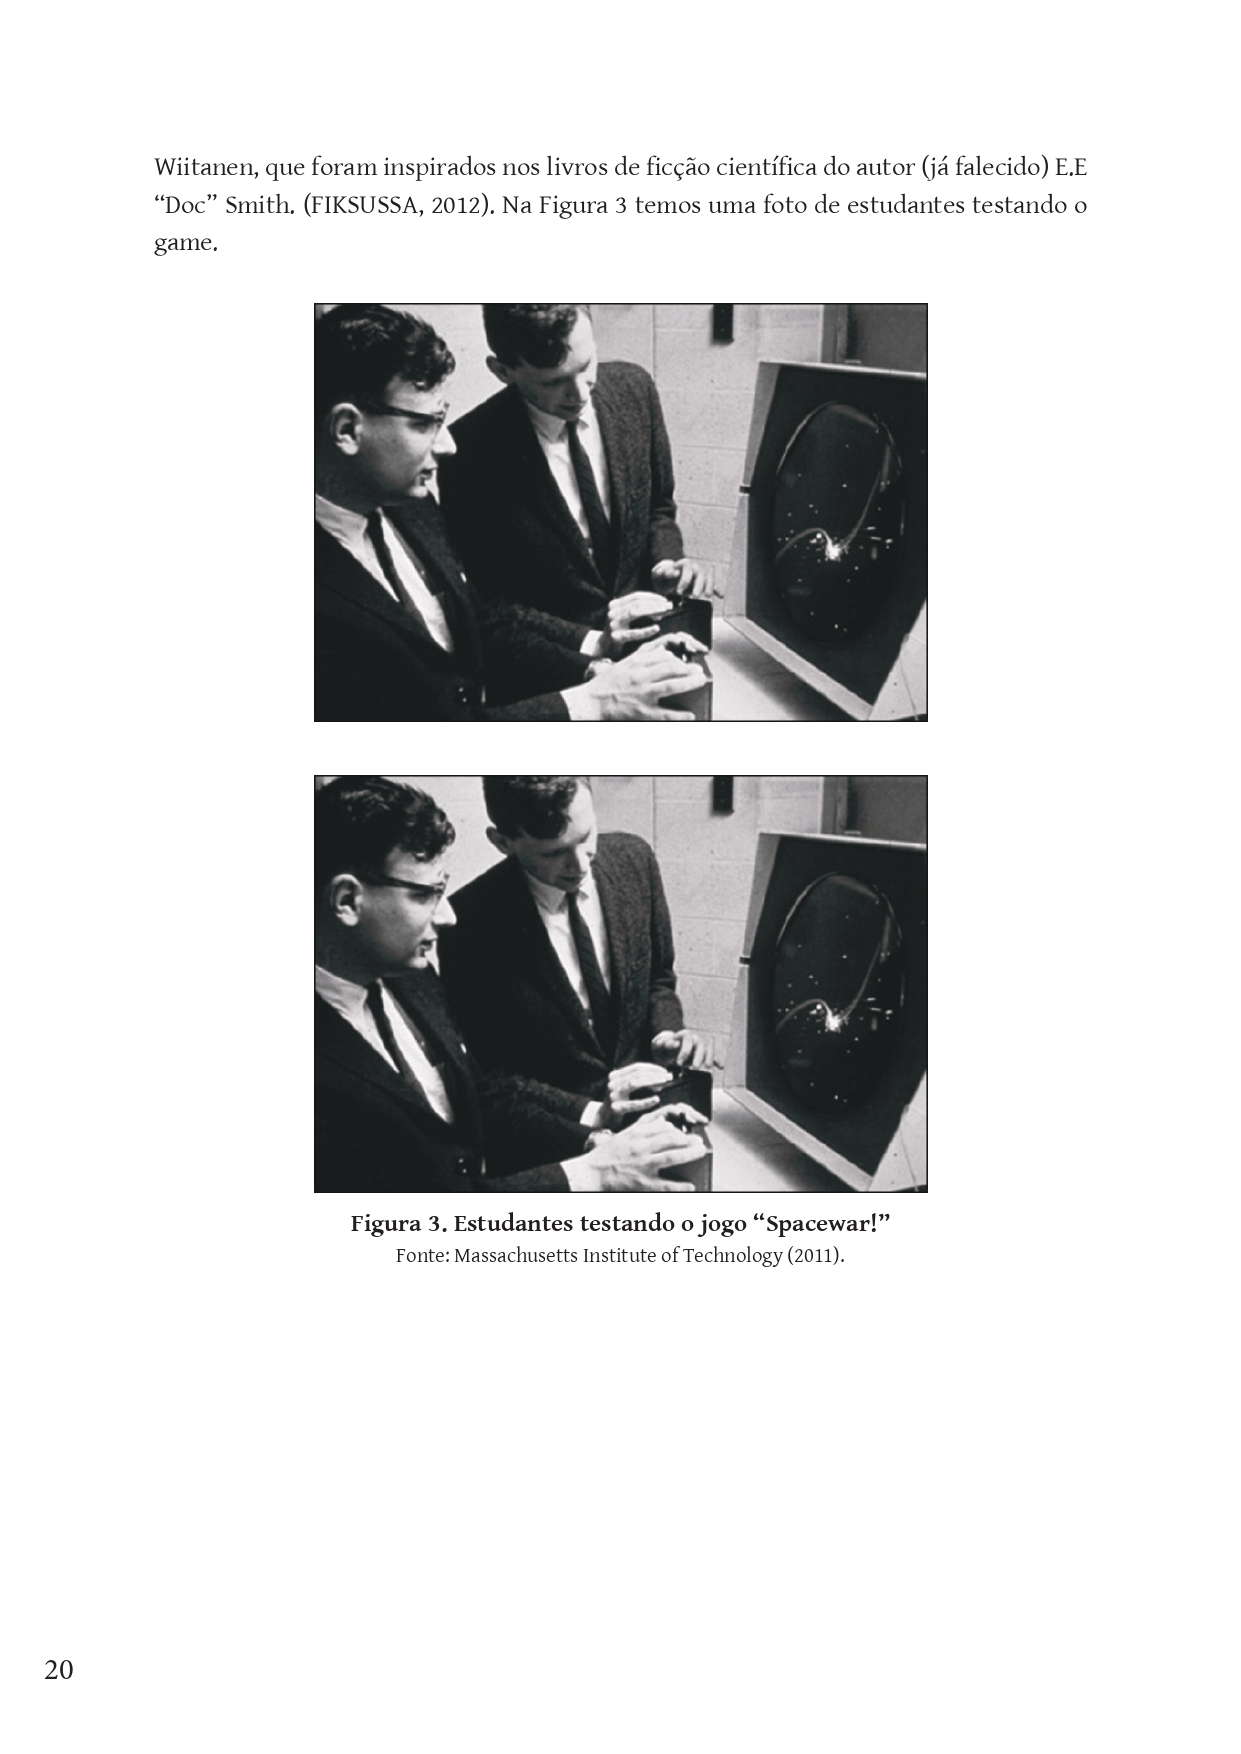 Wiitanen, que foram inspirados nos livros de ficção científica do autor (já falecido) E.E
“Doc” Smith. (FIKSUSSA, 2012). Na Figura 3 temos uma foto de estudantes testando o
game.
Figura 3. Estudantes testando o jogo “Spacewar!”
Fonte: Massachusetts Institute of Technology (2011).
20